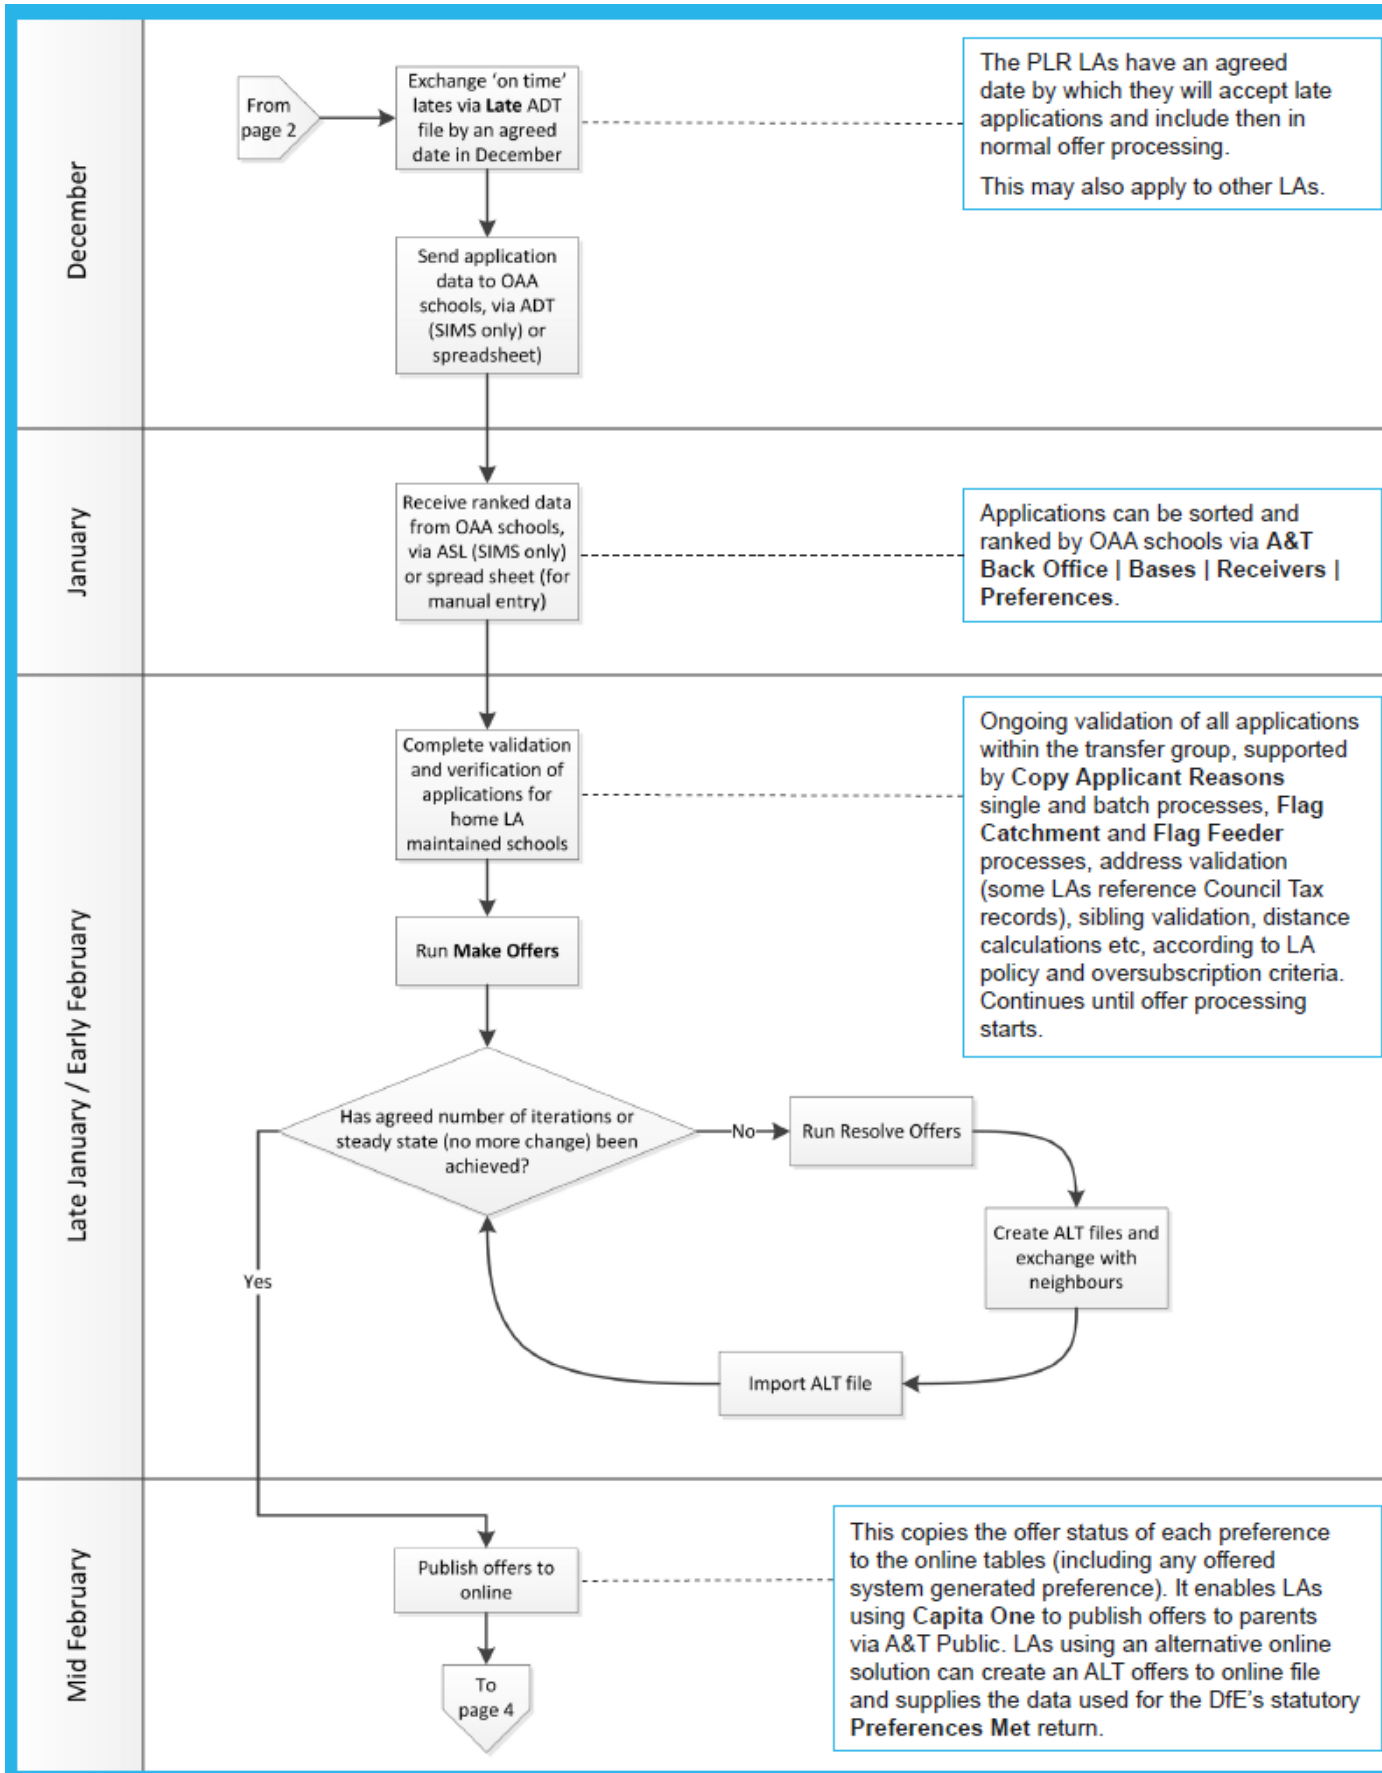 December
From
page 2
Exchange ‘on time’
lates via Late ADT
file by an agreed
date in December
The PLR LAs have an agreed
date by which they will accept late
applications and include then in
normal offer processing.
This may also apply to other LAs.
Send application
data to OAA
schools, via ADT
(SIMS only) or
spreadsheet)
January
Receive ranked data
from OAA schools,
via ASL (SIMS only)
or spread sheet (for
manual entry)
Applications can be sorted and
ranked by OAA schools via A&T
Back Office | Bases | Receivers |
Preferences.
Late January / Early February
Complete validation
and verification of
applications for
home LA
maintained schools
Ongoing validation of all applications
within the transfer group, supported
by Copy Applicant Reasons
single and batch processes, Flag
Catchment and Flag Feeder
processes, address validation
(some LAs reference Council Tax
records), sibling validation, distance
calculations etc, according to LA
policy and oversubscription criteria.
Continues until offer processing
starts.
Run Make Offers
Has agreed number of iterations or
steady state (no more change) been
achieved?
No
Run Resolve Offers
Create ALT files and
exchange with
neighbours
Yes
Import ALT file
Mid February
Publish offers to
online
This copies the offer status of each preference
to the online tables (including any offered
system generated preference). It enables LAs
using Capita One to publish offers to parents
via A&T Public. LAs using an alternative online
solution can create an ALT offers to online file
and supplies the data used for the DfE’s statutory
Preferences Met return.
To
page 4